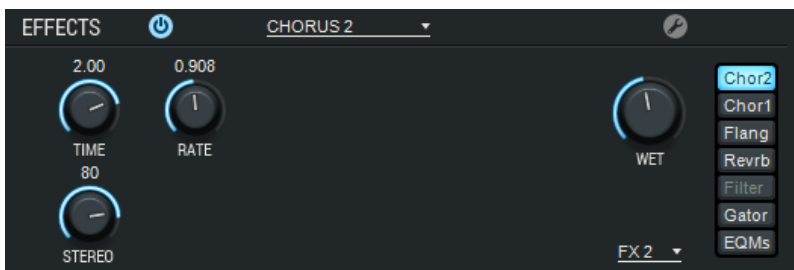 EFFECTS
CHORUS 2
2.00
0.908
TIME
RATE
80
STEREO
WET
FX 2
Chor2
Chor1
Flang
Revrb
Filter
Gator
EQMs